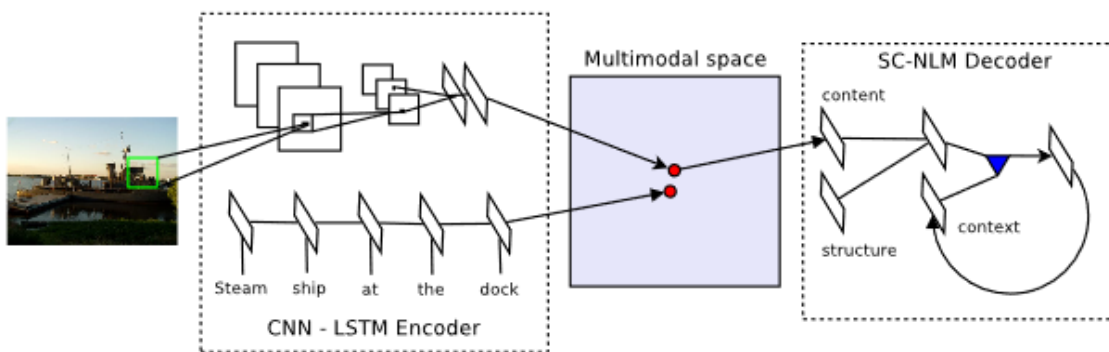 Multimodal space
SC-NLM Decoder
content
structure
context
Steam ship at the dock
CNN - LSTM Encoder